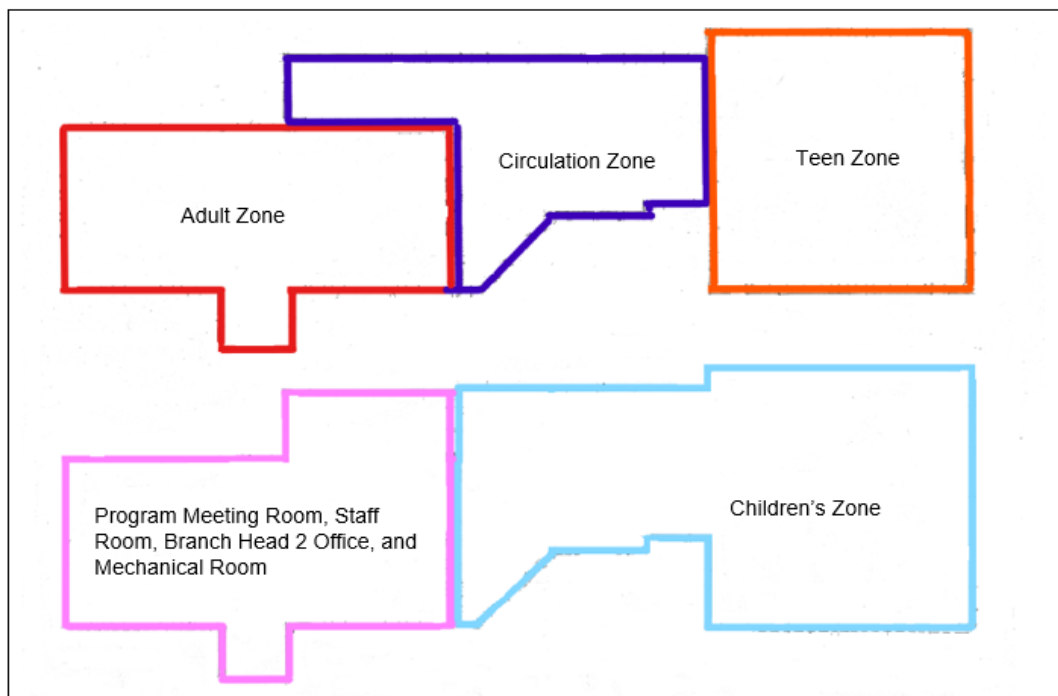 Circulation Zone
Teen Zone
Adult Zone
Program Meeting Room, Staff
Room, Branch Head 2 Office, and
Mechanical Room
Children's Zone